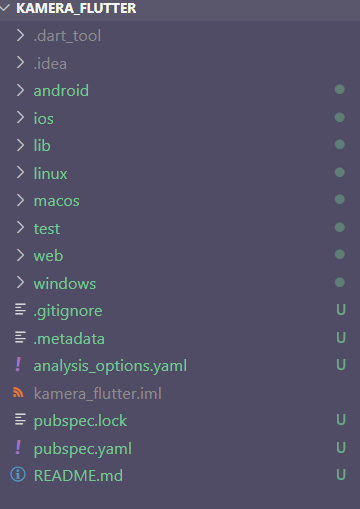 KAMERA_FLUTTER
.dart_tool
.idea
android
ios
lib
linux
macos
test
web
windows
.gitignore U
.metadata U
analysis_options.yaml U
kamera_flutter.iml
pubspec.lock U
pubspec.yaml U
README.md U